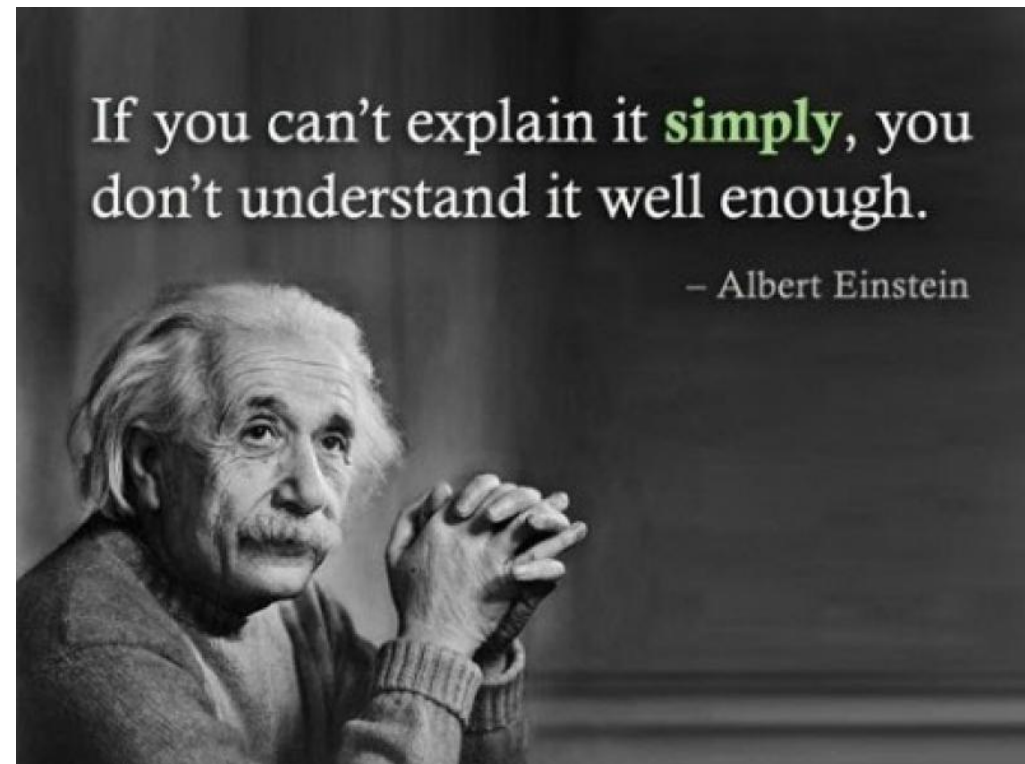 If you can’t explain it simply, you
don’t understand it well enough.
– Albert Einstein